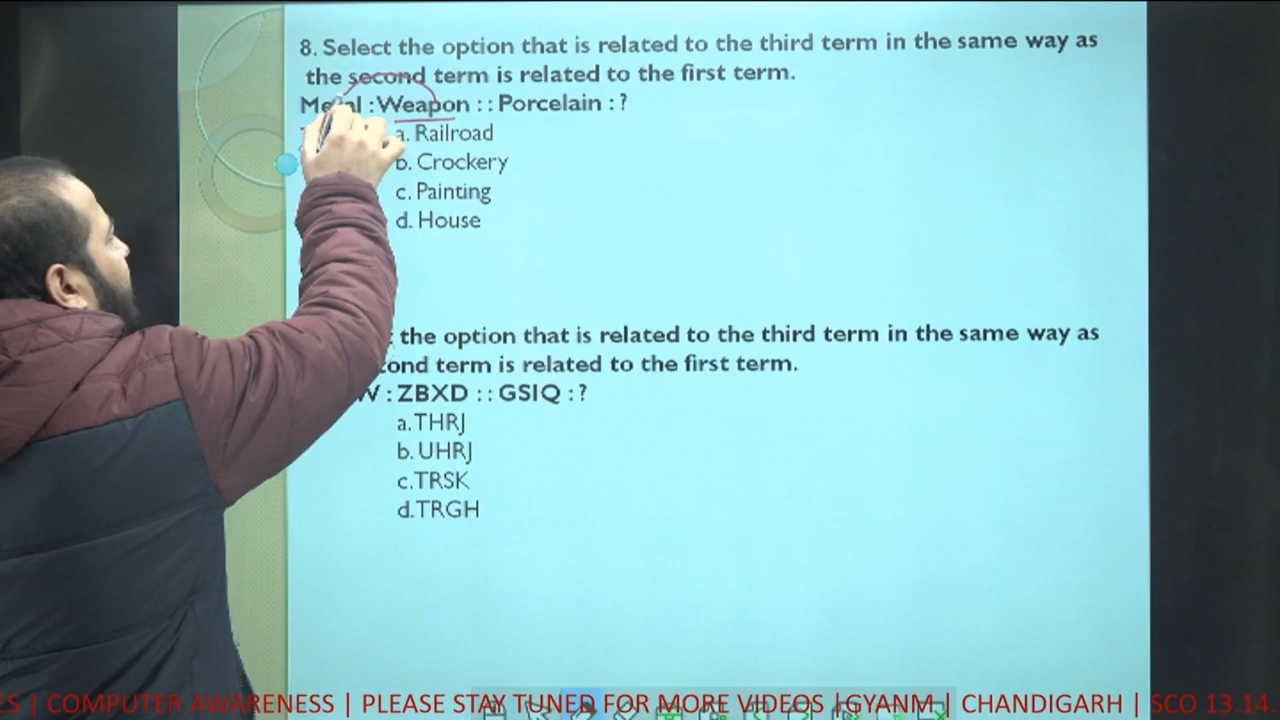 8. Select the option that is related to the third term in the same way as
the second term is related to the first term.
Metal : Weapon : : Porcelain : ?
a. Railroad
b. Crockery
c. Painting
d. House
the option that is related to the third term in the same way as
term is related to the first term.
: ZBXD : : GSIQ : ?
a. THRJ
b. UHRJ
c. TRSK
d. TRGH
| COMPUTER AWARENESS | PLEASE STAY TUNED FOR MORE VIDEOS | GYANM | CHANDIGARH | SCO 13.14